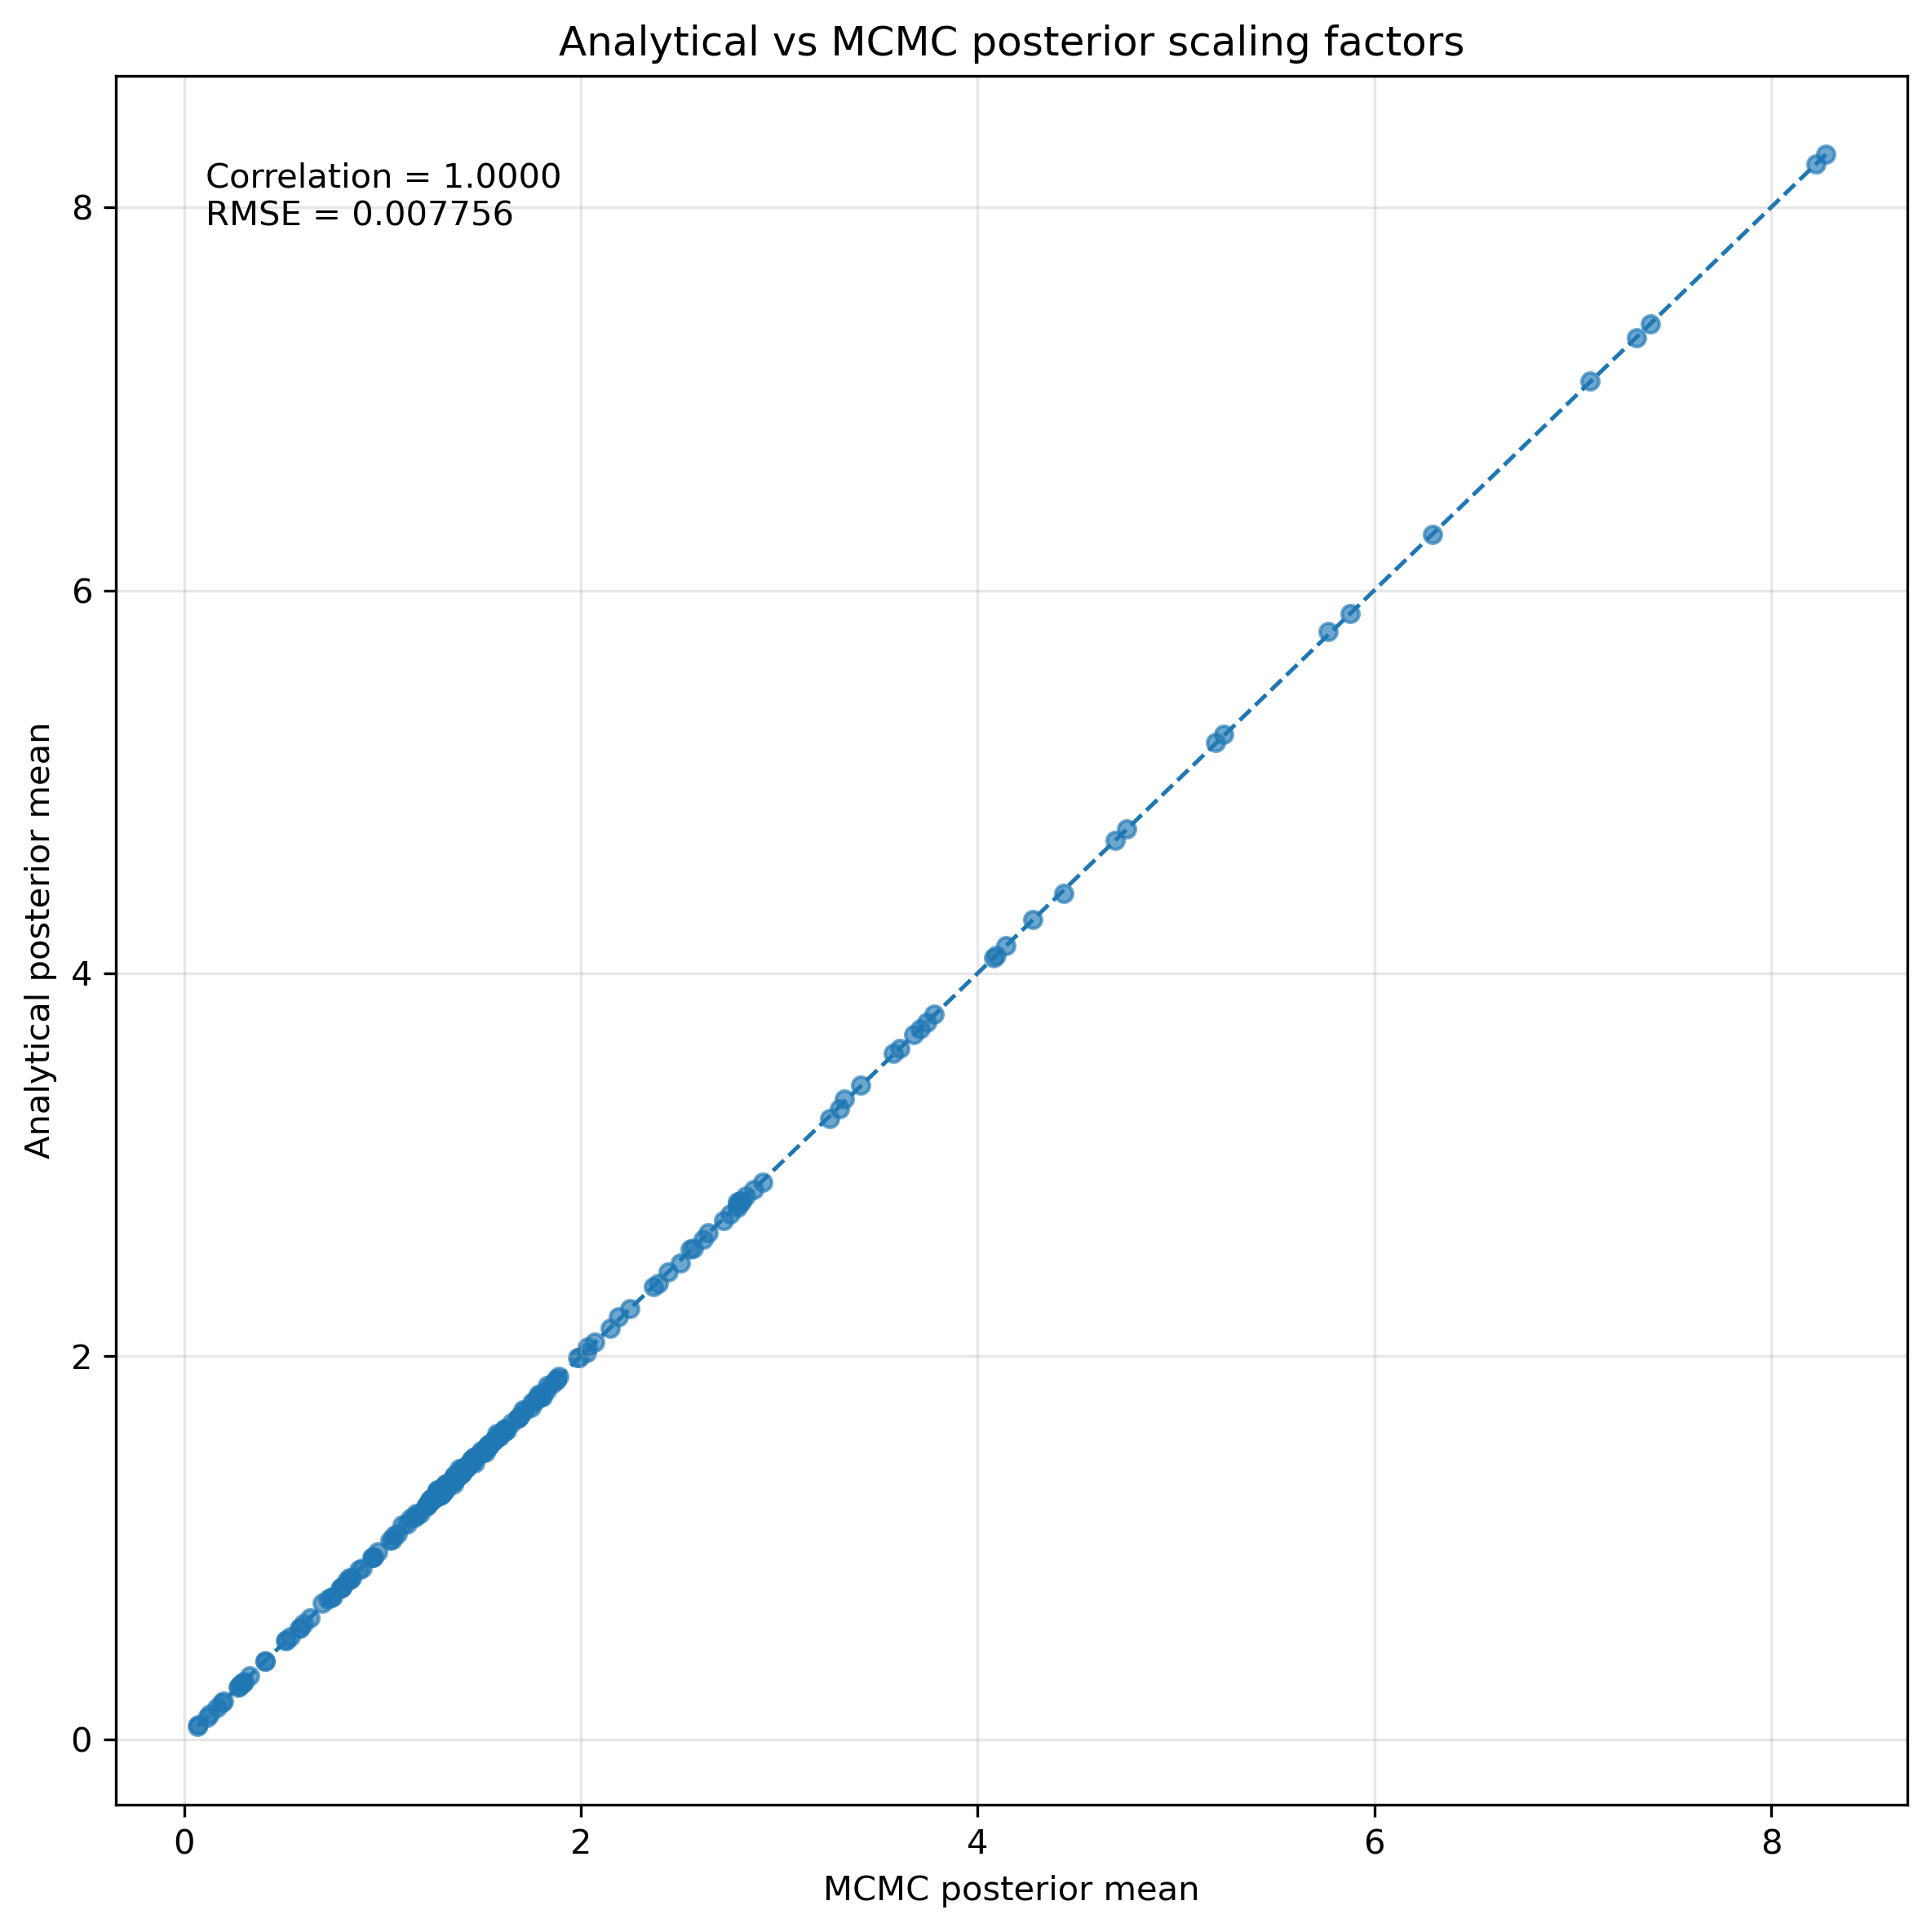 Analytical vs MCMC posterior scaling factors
Correlation = 1.0000
RMSE = 0.007756
8
6
4
2
0
Analytical posterior mean
0 2 4 6 8
MCMC posterior mean